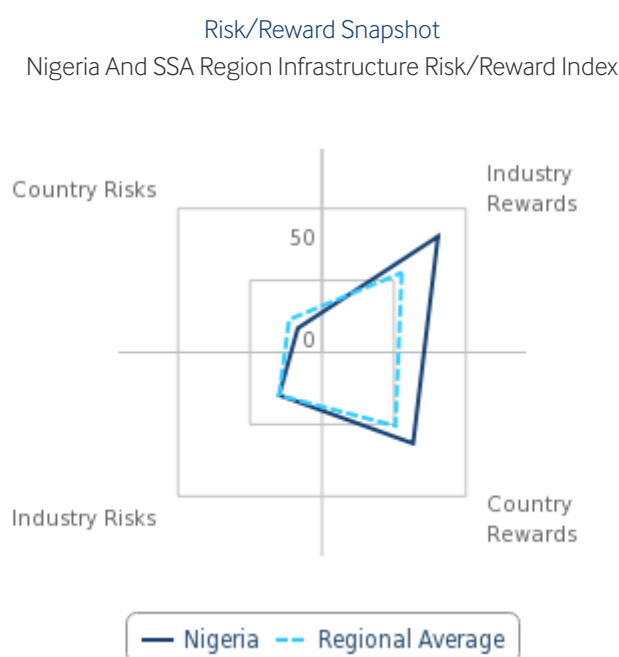 Risk/Reward Snapshot
Nigeria And SSA Region Infrastructure Risk/Reward Index
Country Risks
Industry
Rewards
50
0
Industry Risks
Country
Rewards
Nigeria
Regional Average